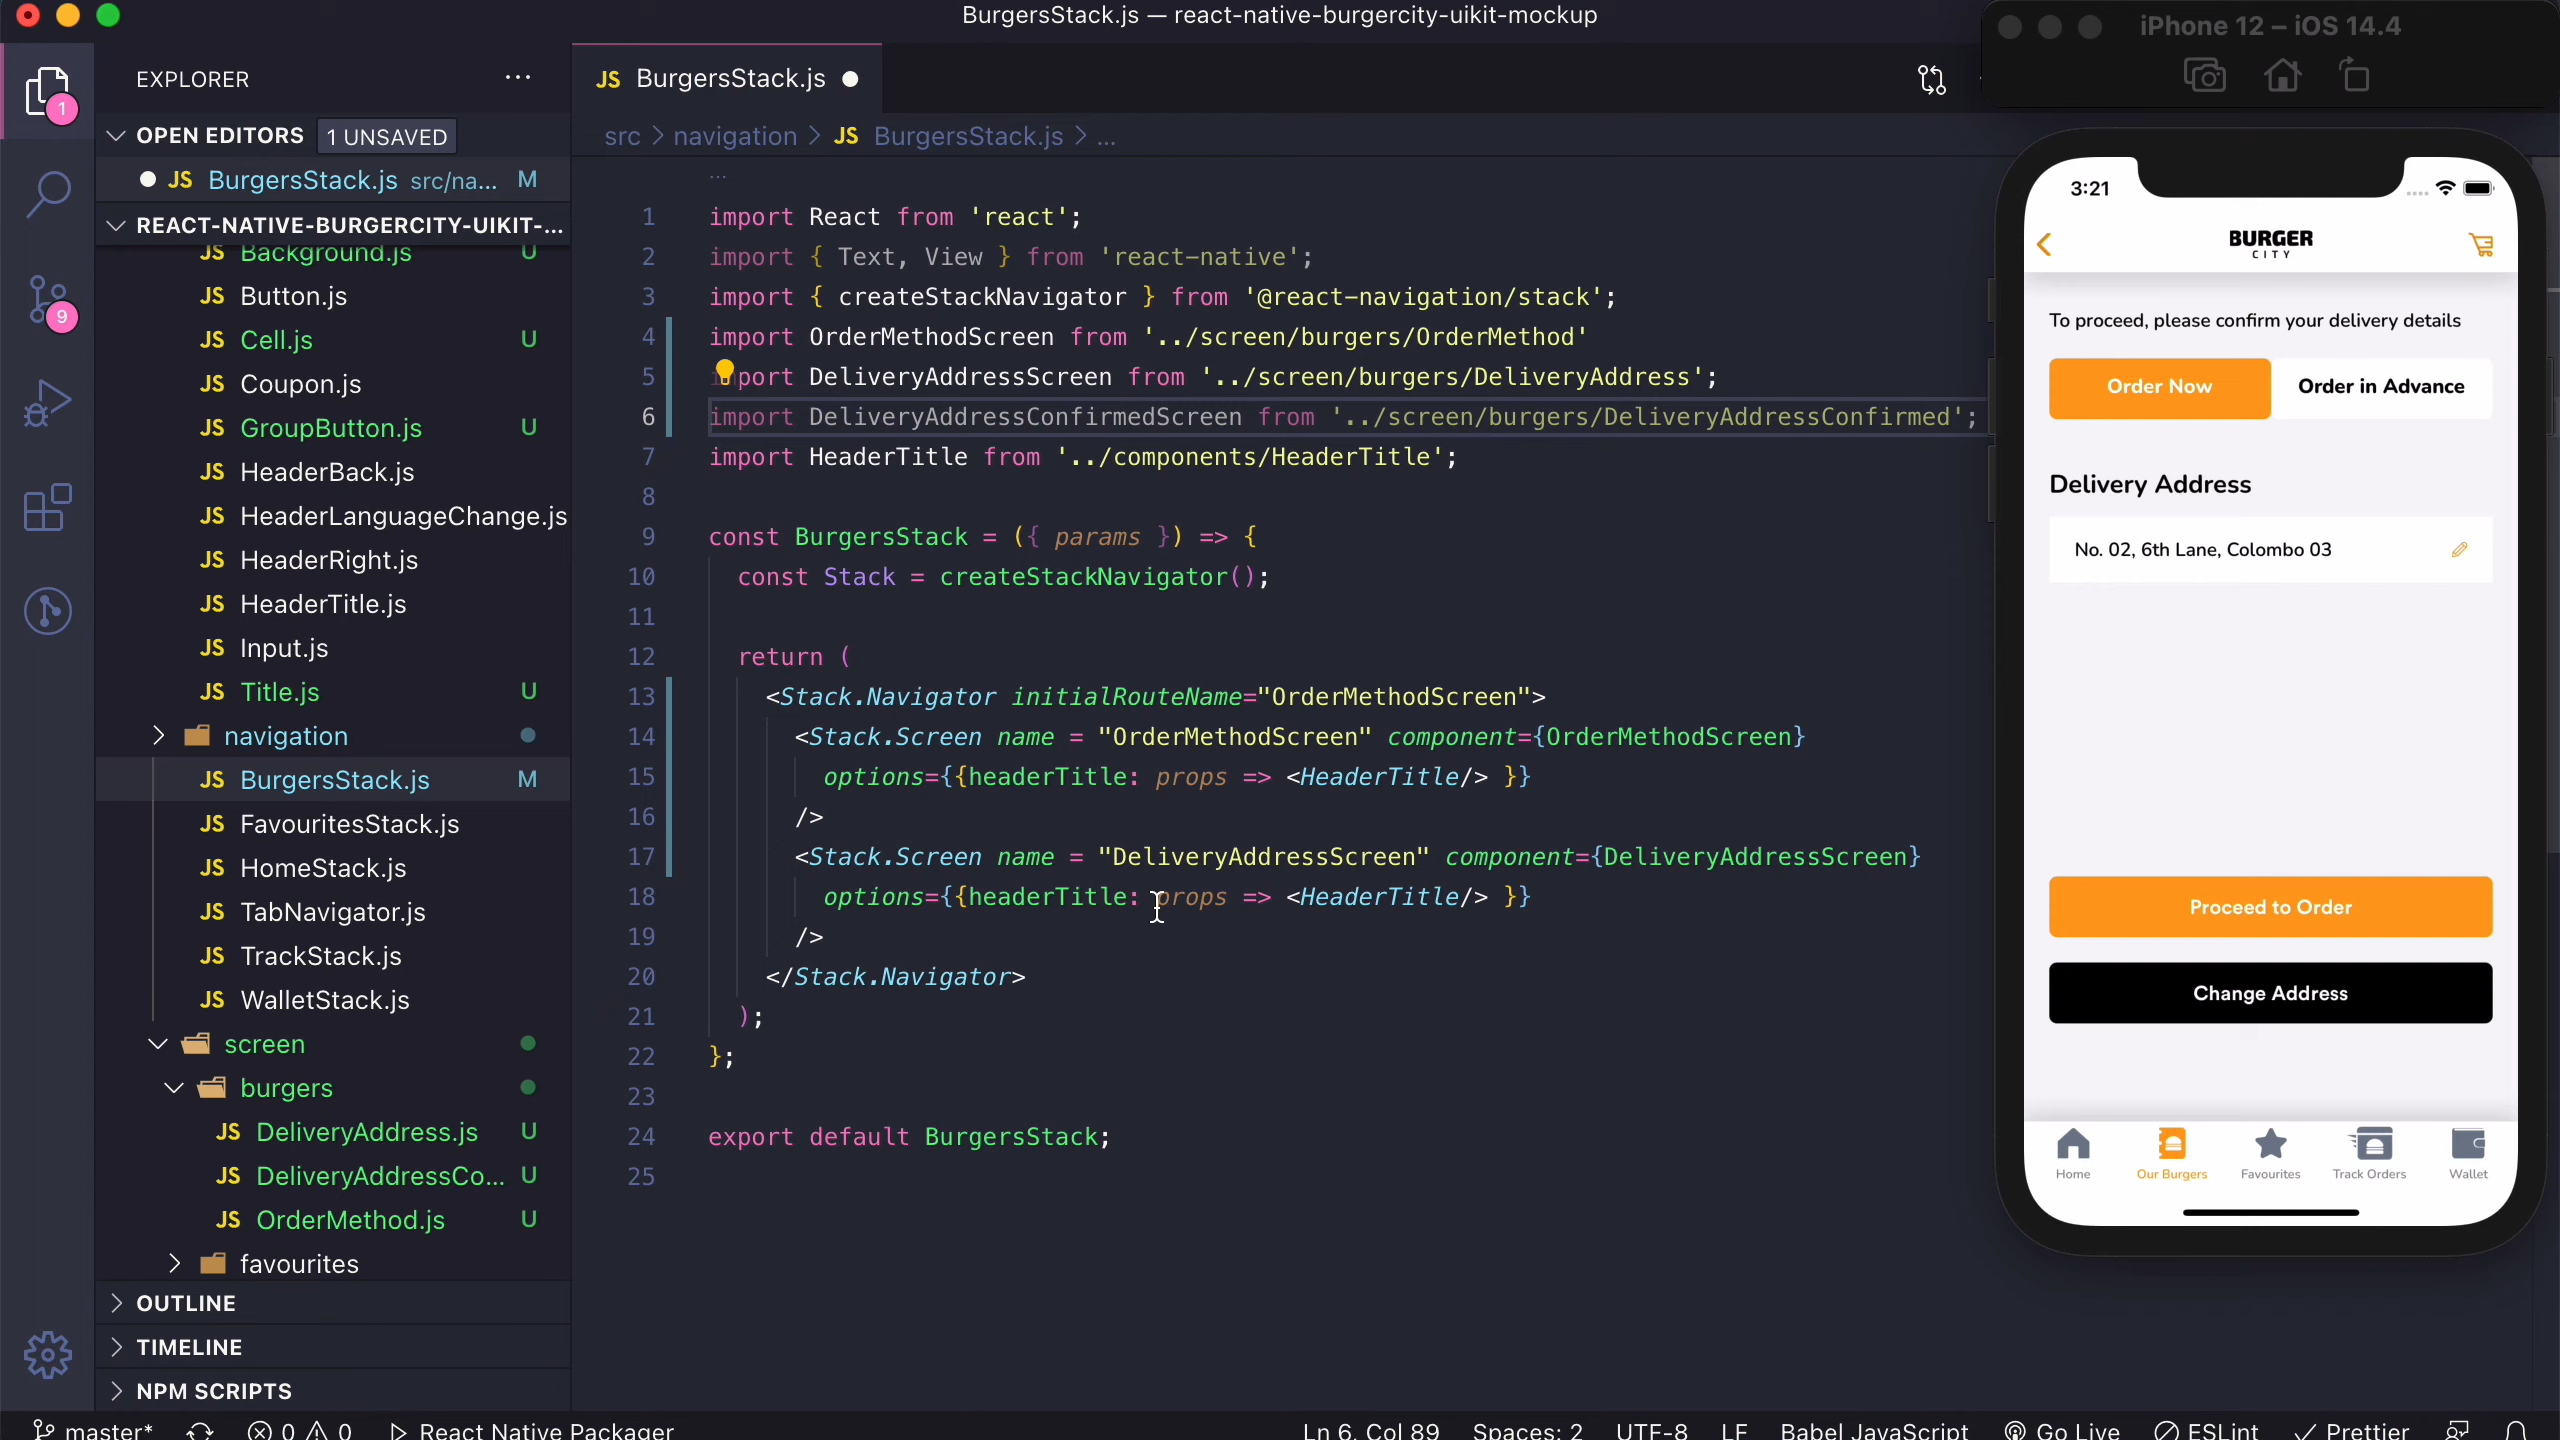 BurgersStack.js — react-native-burgercity-uikit-mockup
EXPLORER
OPEN EDITORS 1 UNSAVED
JS BurgersStack.js src/na... M
REACT-NATIVE-BURGERCITY-UIKIT-...
JS Background.js U
JS Button.js
JS Cell.js U
JS Coupon.js
JS GroupButton.js U
JS HeaderBack.js
JS HeaderLanguageChange.js
JS HeaderRight.js
JS HeaderTitle.js
JS Input.js
JS Title.js U
navigation
JS BurgersStack.js M
JS FavouritesStack.js
JS HomeStack.js
JS TabNavigator.js
JS TrackStack.js
JS WalletStack.js
screen
burgers
JS DeliveryAddress.js U
JS DeliveryAddressCo... U
JS OrderMethod.js U
favourites
OUTLINE
TIMELINE
NPM SCRIPTS
1
9
JS BurgersStack.js
src > navigation > JS BurgersStack.js > ...
...
1 import React from 'react';
2 import { Text, View } from 'react-native';
3 import { createStackNavigator } from '@react-navigation/stack';
4 import OrderMethodScreen from '../screen/burgers/OrderMethod'
5 import DeliveryAddressScreen from '../screen/burgers/DeliveryAddress';
6 import DeliveryAddressConfirmedScreen from '../screen/burgers/DeliveryAddressConfirmed';
7 import HeaderTitle from '../components/HeaderTitle';
8
9 const BurgersStack = ({ params }) => {
10 const Stack = createStackNavigator();
11
12 return (
13 <Stack.Navigator initialRouteName="OrderMethodScreen">
14 <Stack.Screen name = "OrderMethodScreen" component={OrderMethodScreen}
15 options={{headerTitle: props => <HeaderTitle/> }}
16 />
17 <Stack.Screen name = "DeliveryAddressScreen" component={DeliveryAddressScreen}
18 options={{headerTitle: props => <HeaderTitle/> }}
19 />
20 </Stack.Navigator>
21 );
22 };
23
24 export default BurgersStack;
25
iPhone 12 – iOS 14.4
3:21
BURGER
CITY
To proceed, please confirm your delivery details
Order Now Order in Advance
Delivery Address
No. 02, 6th Lane, Colombo 03
Proceed to Order
Change Address
Home Our Burgers Favourites Track Orders Wallet
master* 0 0 React Native Packager Ln 6, Col 89 Spaces: 2 UTF-8 LF Babel JavaScript Go Live ESLint Prettier